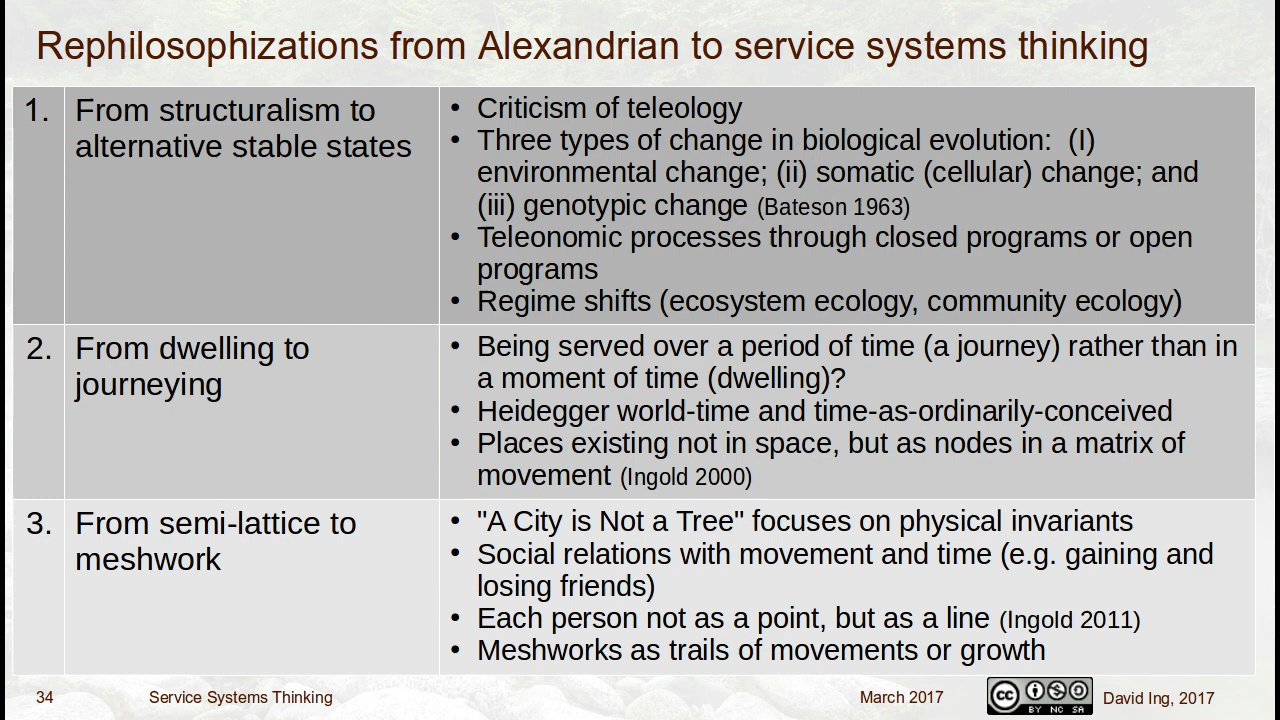 Rephilosophizations from Alexandrian to service systems thinking
1.
From structuralism to
alternative stable states
• Criticism of teleology
• Three types of change in biological evolution:  (I)
environmental change; (ii) somatic (cellular) change; and
(iii) genotypic change (Bateson 1963)
• Teleonomic processes through closed programs or open
programs
• Regime shifts (ecosystem ecology, community ecology)
2.
From dwelling to
journeying
• Being served over a period of time (a journey) rather than in
a moment of time (dwelling)?
• Heidegger world-time and time-as-ordinarily-conceived
• Places existing not in space, but as nodes in a matrix of
movement (Ingold 2000)
3.
From semi-lattice to
meshwork
• "A City is Not a Tree" focuses on physical invariants
• Social relations with movement and time (e.g. gaining and
losing friends)
• Each person not as a point, but as a line (Ingold 2011)
• Meshworks as trails of movements or growth
34
Service Systems Thinking
March 2017
cc
BY NC SA
David Ing, 2017